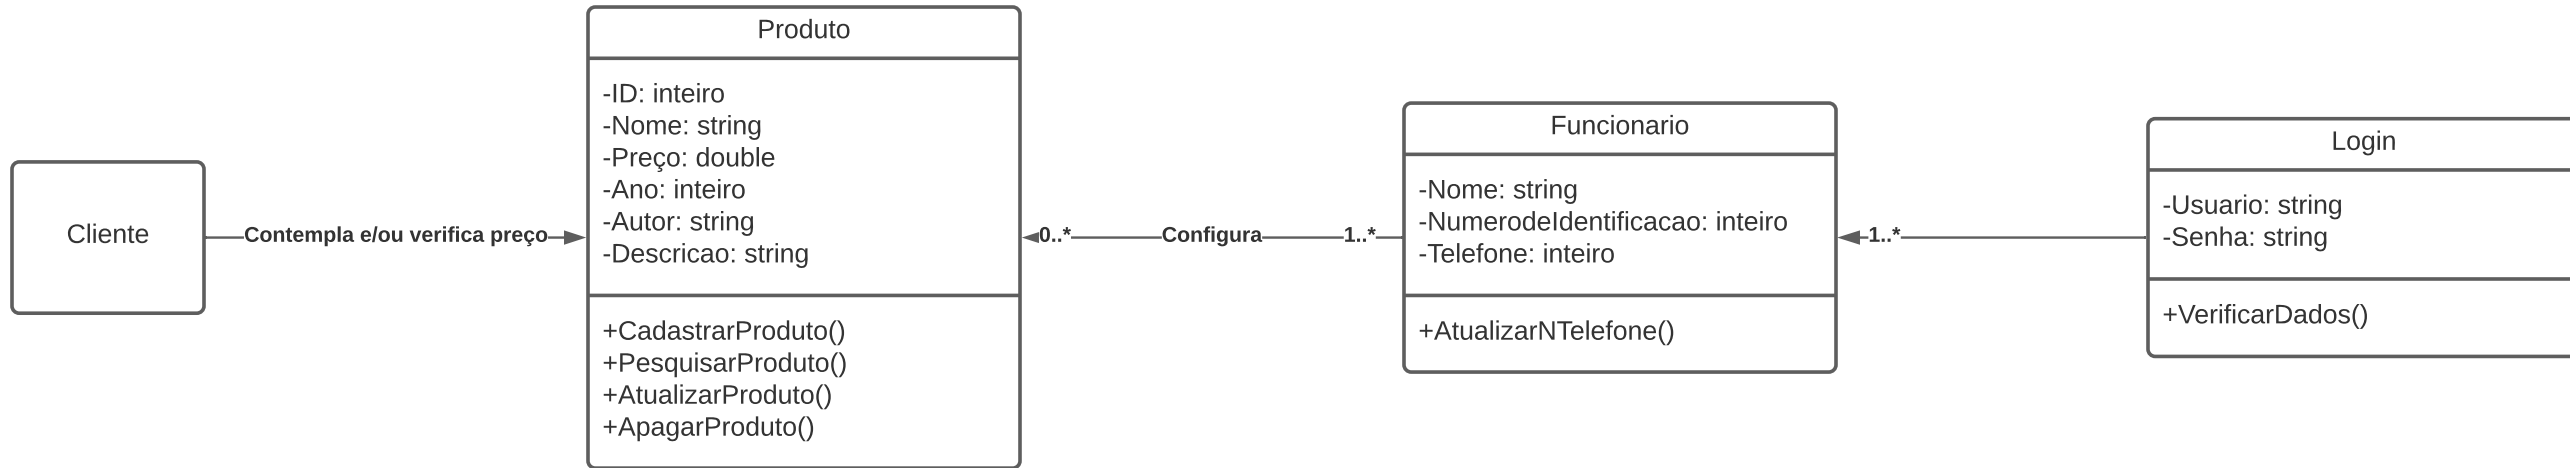 Cliente
Contempla e/ou verifica preço
Produto
-ID: inteiro
-Nome: string
-Preço: double
-Ano: inteiro
-Autor: string
-Descricao: string
+CadastrarProduto()
+PesquisarProduto()
+AtualizarProduto()
+ApagarProduto()
0..*
Configura
1..*
Funcionario
-Nome: string
-NumerodeIdentificacao: inteiro
-Telefone: inteiro
+AtualizarNTelefone()
1..*
Login
-Usuario: string
-Senha: string
+VerificarDados()